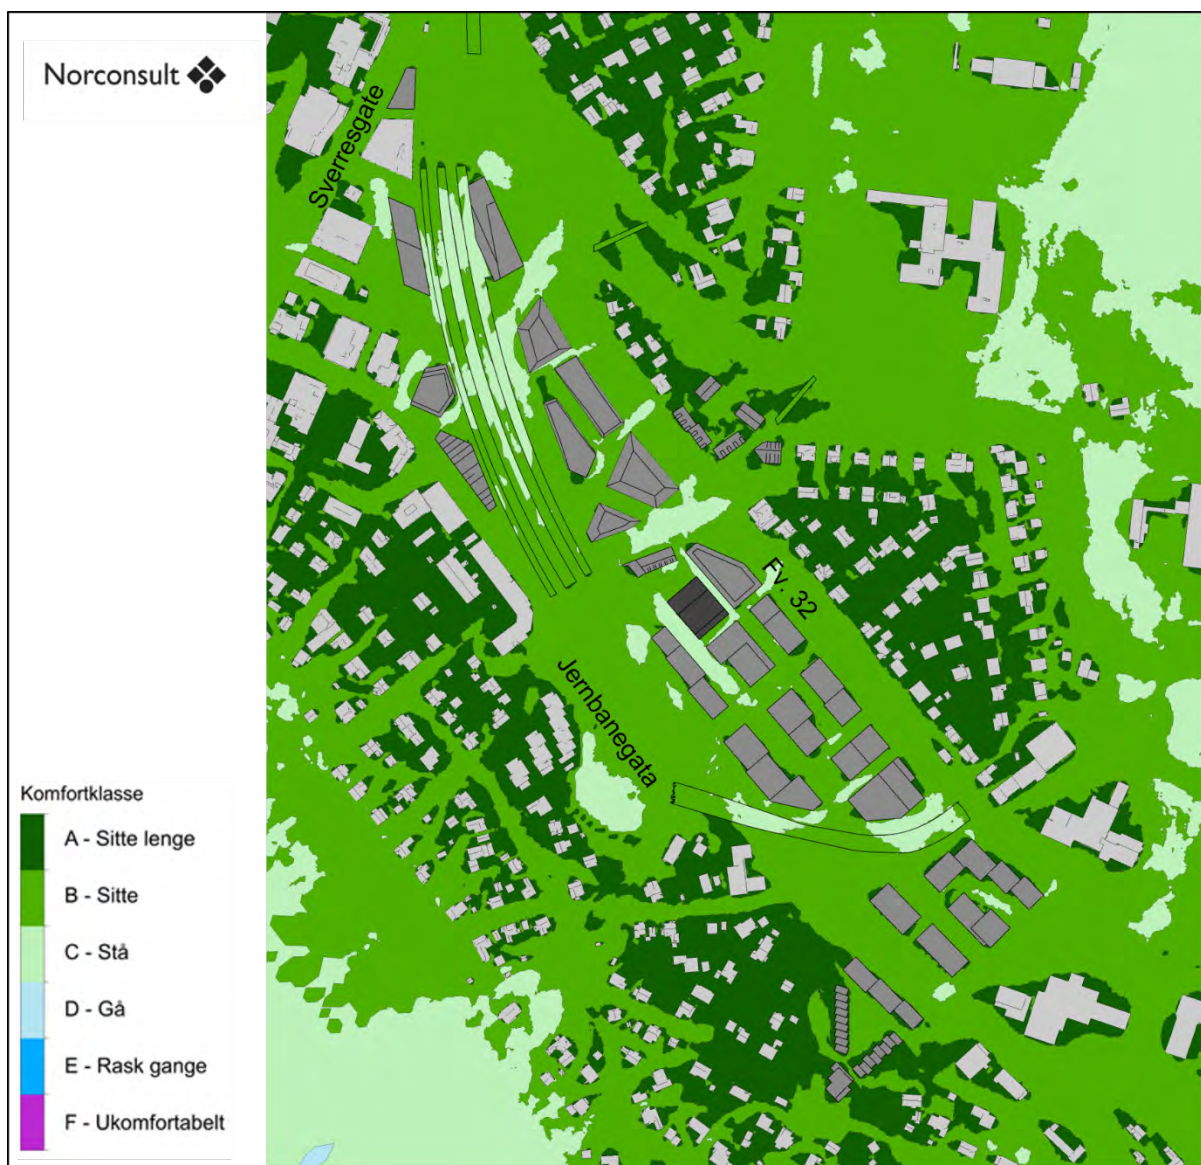 Norconsult
Sverresgate
Fv. 32
Jernbanegata
Komfortklasse
A - Sitte lenge
B - Sitte
C - Stå
D - Gå
E - Rask gange
F - Ukomfortabelt